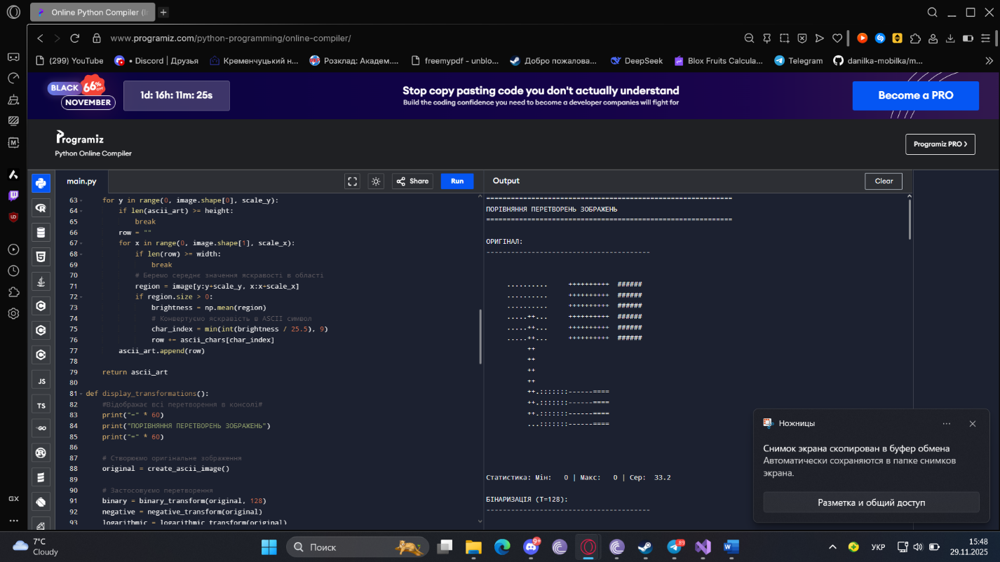 Online Python Compiler (I
www.programiz.com/python-programming/online-compiler/
(299) YouTube
• Discord | Друзья
Кременчуцький н...
Розклад: Академ....
freemypdf - unblo...
Добро пожалова...
DeepSeek
Blox Fruits Calcula...
Telegram
danilka-mobilka/m...
BLACK 66% OFF
NOVEMBER
1d: 16h: 11m: 25s
Stop copy pasting code you don't actually understand
Build the coding confidence you need to become a developer companies will fight for
Become a PRO
Programiz
Python Online Compiler
Programiz PRO
main.py
Share
Run
Output
Clear
63 for y in range(0, image.shape[0], scale_y):
64 if len(ascii_art) >= height:
65 break
66 row = ""
67 for x in range(0, image.shape[1], scale_x):
68 if len(row) >= width:
69 break
70 # Беремо середнє значення яскравості в області
71 region = image[y:y+scale_y, x:x+scale_x]
72 if region.size > 0:
73 brightness = np.mean(region)
74 # Конвертуємо яскравість в ASCII символ
75 char_index = min(int(brightness / 25.5), 9)
76 row += ascii_chars[char_index]
77 ascii_art.append(row)
78
79 return ascii_art
80
81 def display_transformations():
82 #Відображає всі перетворення в консолі#
83 print("=" * 60)
84 print("ПОРІВНЯННЯ ПЕРЕТВОРЕНЬ ЗОБРАЖЕНЬ")
85 print("=" * 60)
86
87 # Створюємо оригінальне зображення
88 original = create_ascii_image()
89
90 # Застосовуємо перетворення
91 binary = binary_transform(original, 128)
92 negative = negative_transform(original)
93 logarithmic = logarithmic_transform(original)
============================================================
ПОРІВНЯННЯ ПЕРЕТВОРЕНЬ ЗОБРАЖЕНЬ
============================================================
ОРИГІНАЛ:
----------------------------------------
.......... ++++++++++ ######
.......... ++++++++++ ######
.......... ++++++++++ ######
.....++... ++++++++++ ######
.....++... ++++++++++ ######
.....++... ++++++++++ ######
++
++
++
++
++.:::::::------====
++.:::::::------====
++.:::::::------====
...:::::::------====
Статистика: Мін: 0 | Макс: 0 | Сер: 33.2
БІНАРИЗАЦІЯ (T=128):
----------------------------------------
Ножницы
Снимок экрана скопирован в буфер обмена
Автоматически сохраняются в папке снимков
экрана.
Разметка и общий доступ
JS
TS
GO
GX
7°C
Cloudy
Поиск
9+
89
УКР
15:48
29.11.2025